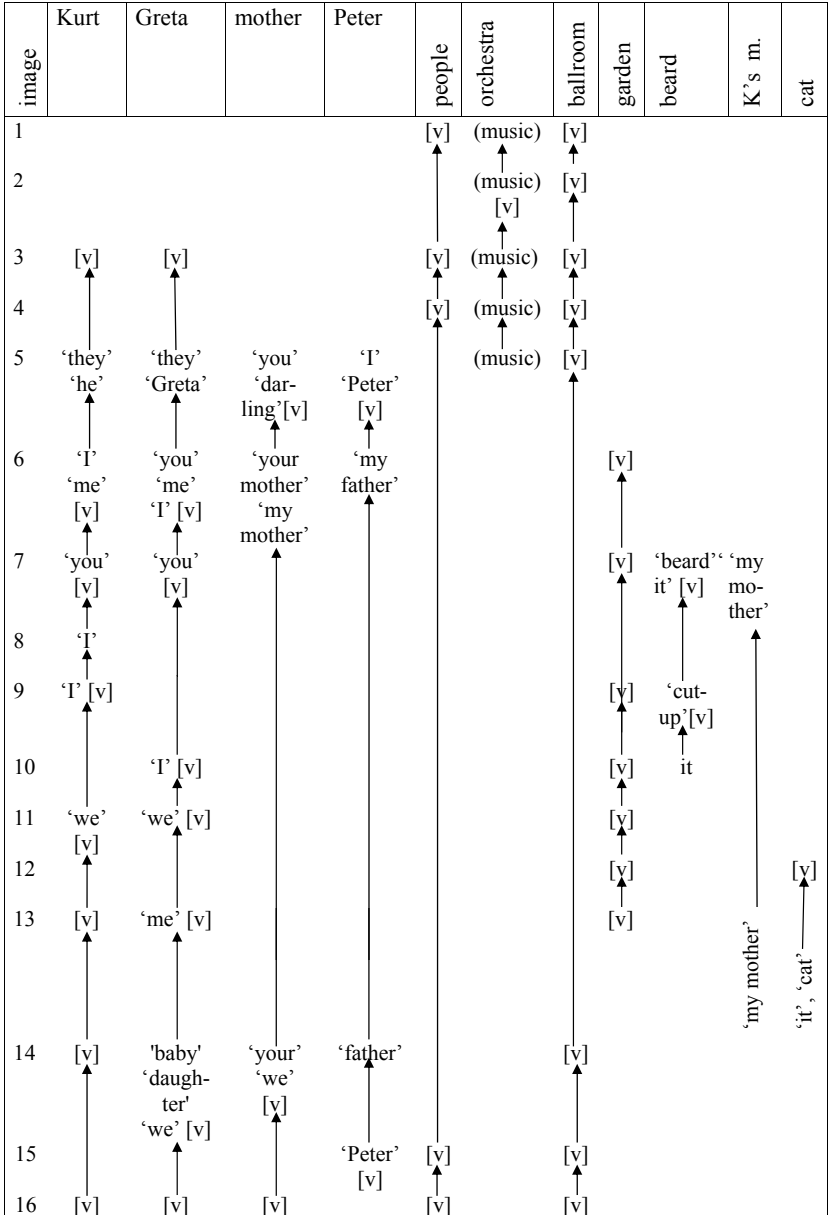 image Kurt Greta mother Peter people orchestra ballroom garden beard K's m. cat
1 [v] (music) [v]
2 (music) [v]
[v]
3 [v] [v] [v] (music) [v]
4 [v] (music) [v]
5 ‘they’ ‘they’ ‘you’ ‘I’ (music) [v]
‘he’ ‘Greta’ ‘dar- ‘Peter’
ling’[v] [v]
6 ‘I’ ‘you’ ‘your ‘my [v]
‘me’ ‘me’ mother’ father’
[v] ‘I’ [v] ‘my
mother’
7 ‘you’ ‘you’ [v] ‘beard’‘ ‘my
[v] [v] it’ [v] mo-
ther’
8 ‘I’
9 ‘I’ [v] [v] ‘cut-
up’[v]
10 ‘I’ [v] [v] it
11 ‘we’ ‘we’ [v] [v]
[v]
12 [v] [v]
13 [v] ‘me’ [v] [v] ‘my mother’ ‘it’, ‘cat’
14 [v] 'baby' ‘your’ ‘father’ [v]
‘daugh- ‘we’
ter' [v]
‘we’ [v]
15 ‘Peter’ [v] [v]
[v]
16 [v] [v] [v] [v] [v]